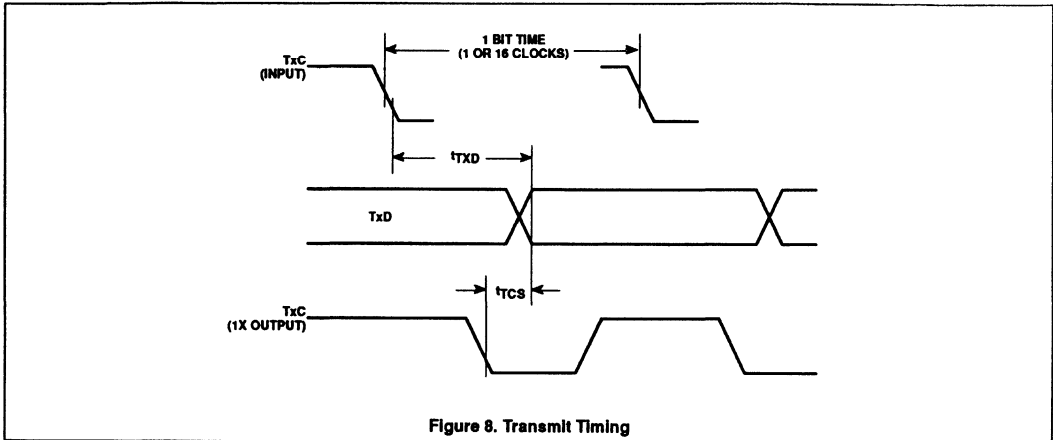 1 BIT TIME
(1 OR 16 CLOCKS)
TxC
(INPUT)
tTXD
TxD
tTCS
TxC
(1X OUTPUT)
Figure 8. Transmit Timing